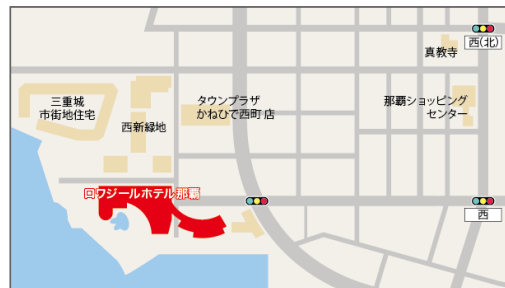 西(北)
真教寺
三重城
市街地住宅
西新緑地
タウンプラザ
かねひで西町店
那覇ショッピング
センター
ロワジールホテル那覇
西